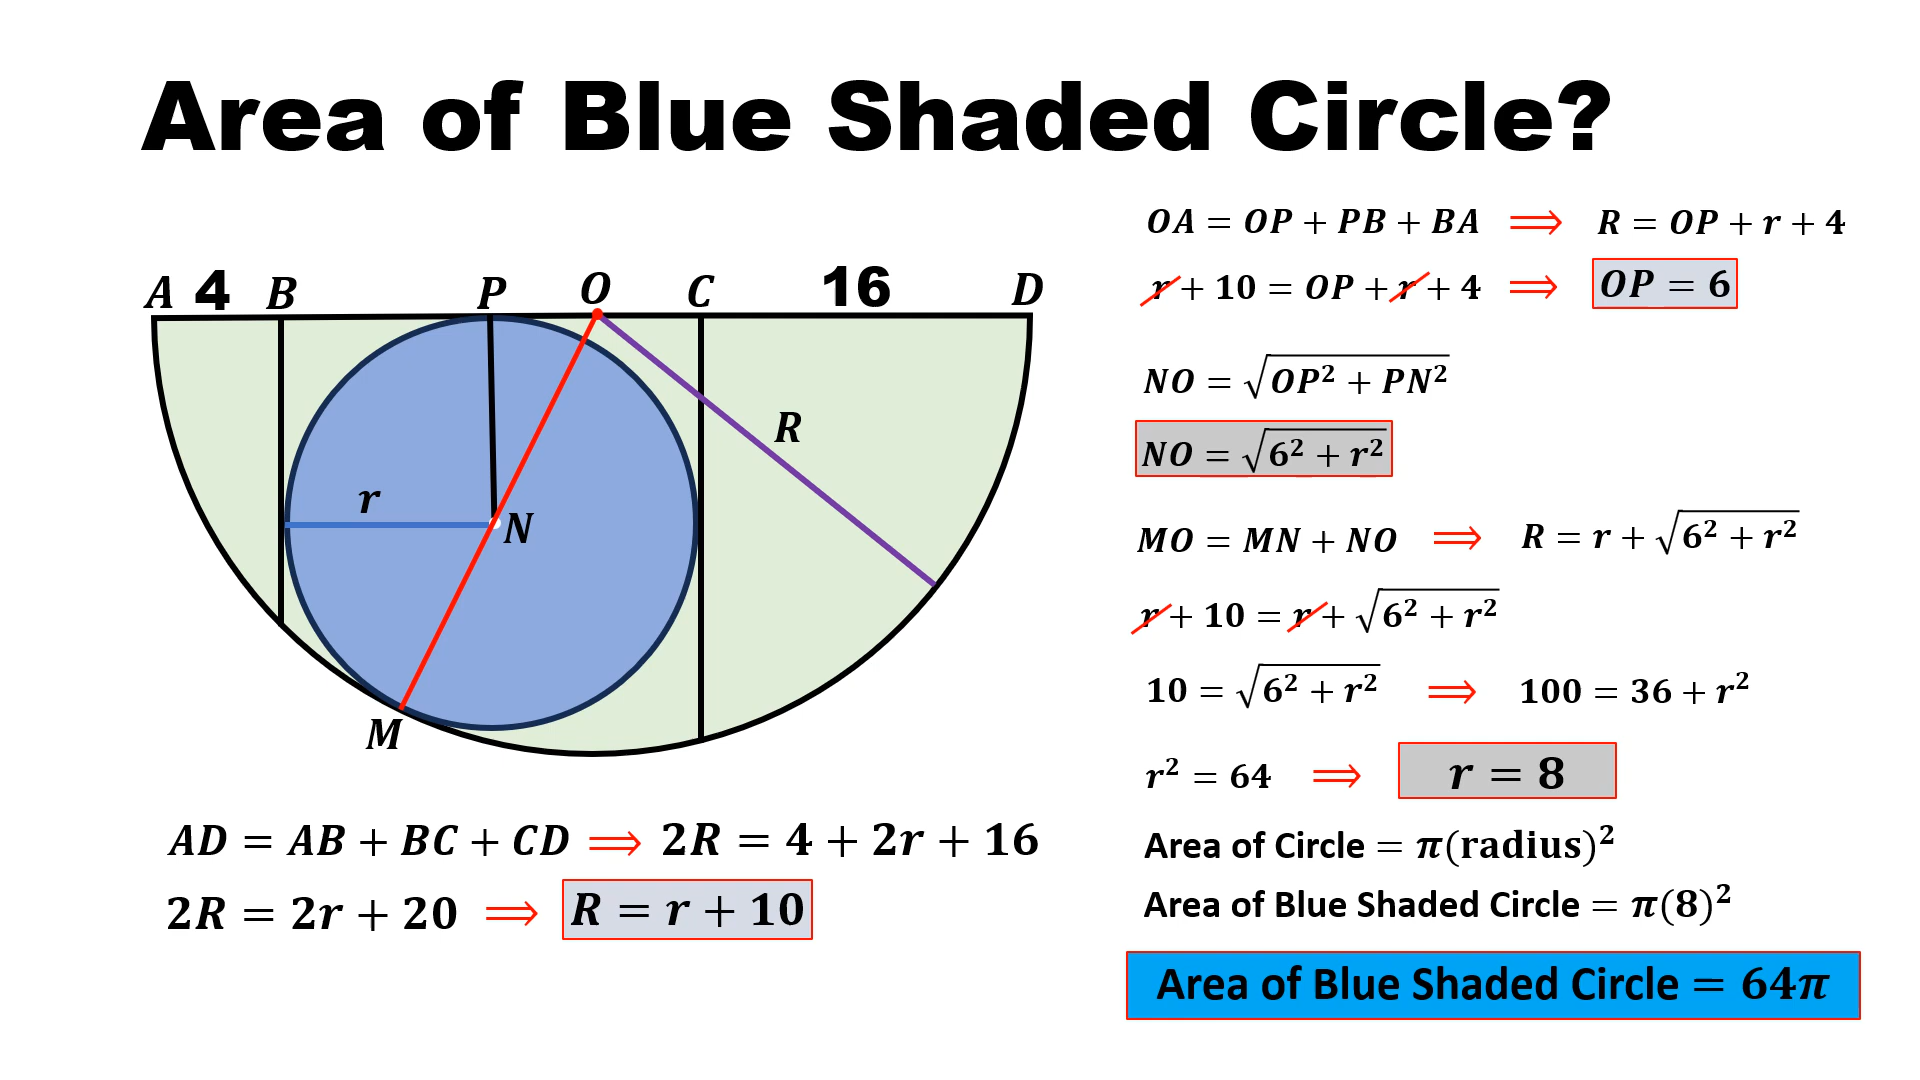 Area of Blue Shaded Circle?
A 4 B P O C 16 D
R
r
N
M
AD = AB + BC + CD ⟹ 2R = 4 + 2r + 16
2R = 2r + 20 ⟹ R = r + 10
OA = OP + PB + BA ⟹ R = OP + r + 4
r + 10 = OP + r + 4 ⟹ OP = 6
NO = √(OP² + PN²)
NO = √(6² + r²)
MO = MN + NO ⟹ R = r + √(6² + r²)
r + 10 = r + √(6² + r²)
10 = √(6² + r²) ⟹ 100 = 36 + r²
r² = 64 ⟹ r = 8
Area of Circle = π(radius)²
Area of Blue Shaded Circle = π(8)²
Area of Blue Shaded Circle = 64π